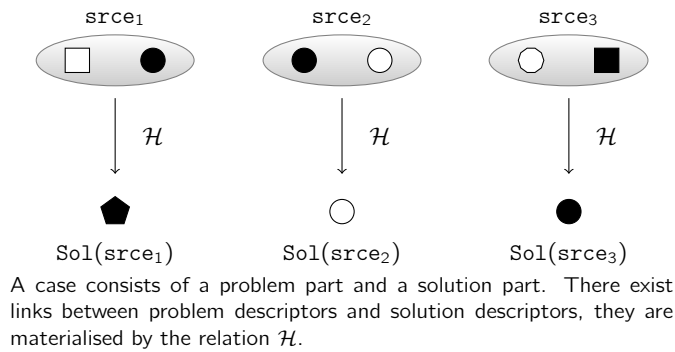 srce₁ srce₂ srce₃
ℋ ℋ ℋ
Sol(srce₁) Sol(srce₂) Sol(srce₃)
A case consists of a problem part and a solution part. There exist
links between problem descriptors and solution descriptors, they are
materialised by the relation ℋ.